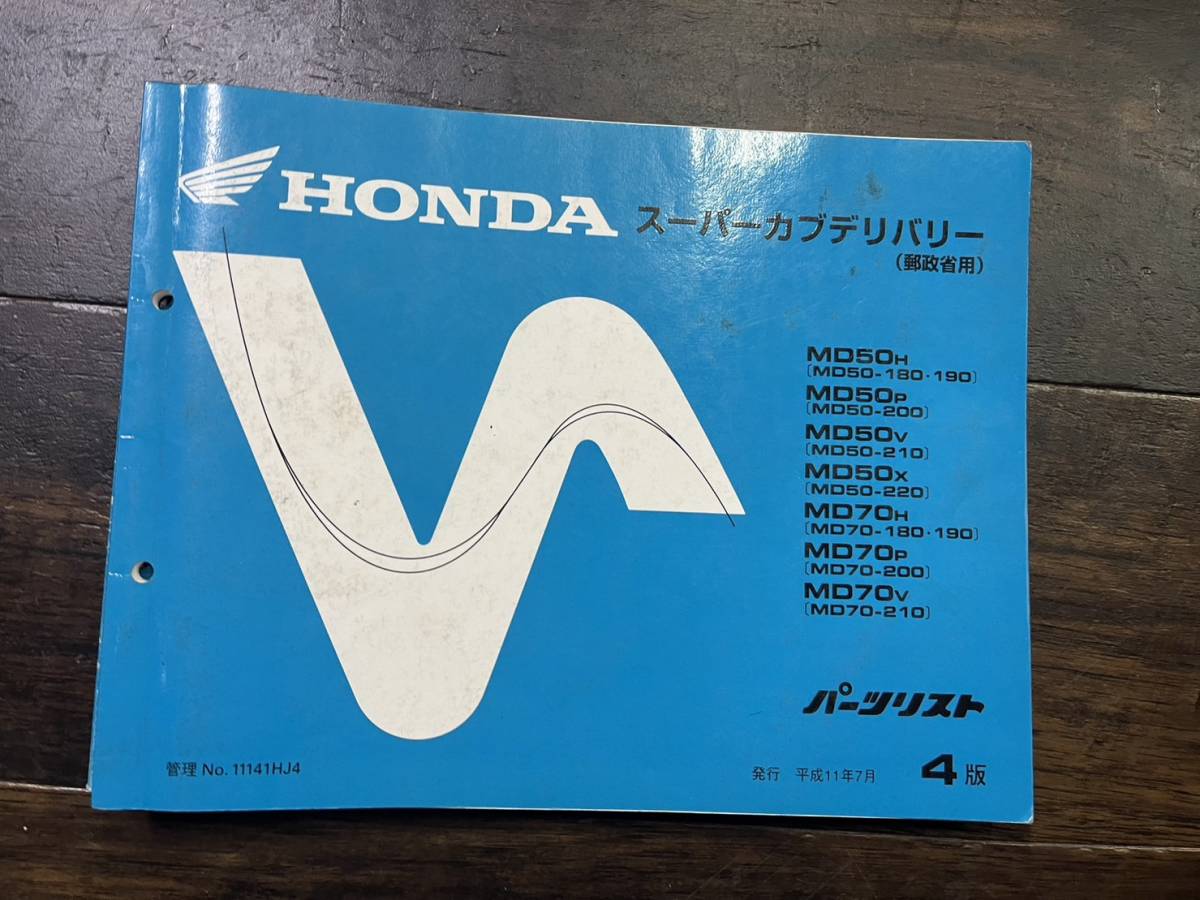 HONDA スーパーカブデリバリー
(郵政省用)
MD50H
〔MD50-180・190〕
MD50P
〔MD50-200〕
MD50V
〔MD50-210〕
MD50X
〔MD50-220〕
MD70H
〔MD70-180・190〕
MD70P
〔MD70-200〕
MD70V
〔MD70-210〕
パーツリスト
管理 No. 11141HJ4
発行 平成11年7月 4版